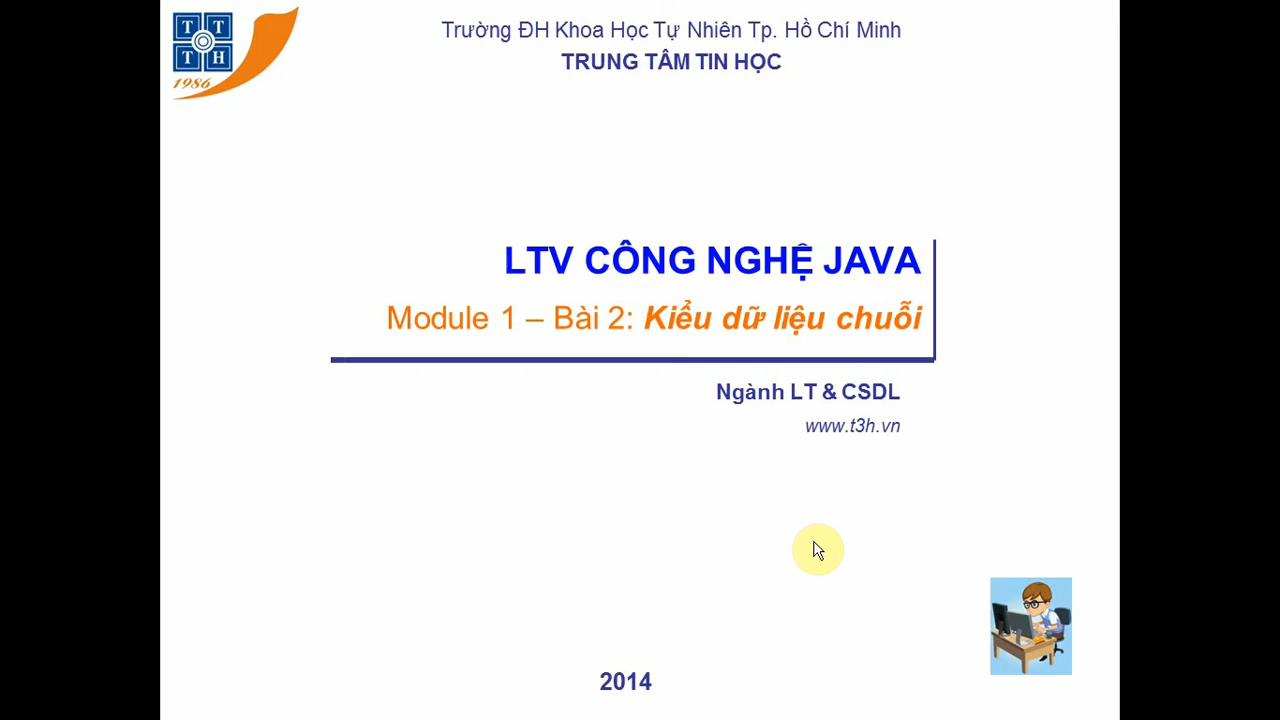 T T
T H
1986
Trường ĐH Khoa Học Tự Nhiên Tp. Hồ Chí Minh
TRUNG TÂM TIN HỌC
LTV CÔNG NGHỆ JAVA
Module 1 – Bài 2: Kiểu dữ liệu chuỗi
Ngành LT & CSDL
www.t3h.vn
2014